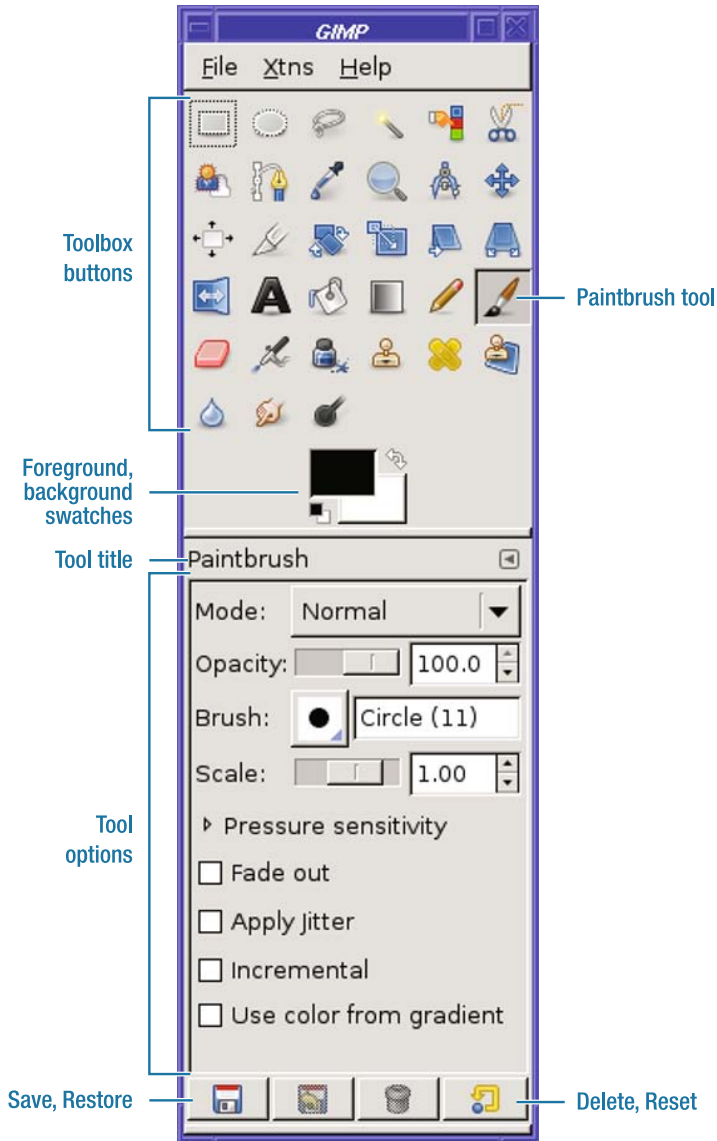 GIMP
File Xtns Help
Toolbox
buttons
Paintbrush tool
Foreground,
background
swatches
Tool title
Paintbrush
Mode: Normal
Opacity: 100.0
Brush: Circle (11)
Scale: 1.00
Tool
options
Pressure sensitivity
Fade out
Apply Jitter
Incremental
Use color from gradient
Save, Restore
Delete, Reset